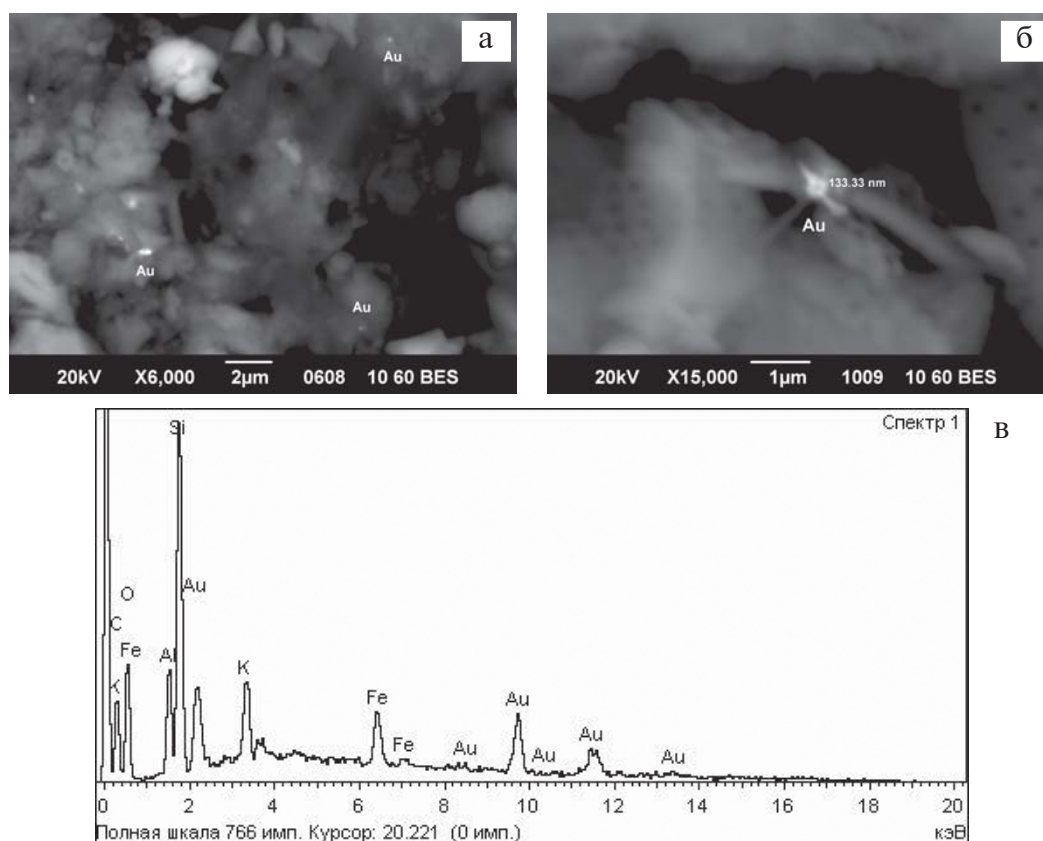 а
Au
Au
Au
20kV X6,000 2µm 0608 10 60 BES
б
133.33 nm
Au
20kV X15,000 1µm 1009 10 60 BES
в
Спектр 1
Si
O
Au
C
Fe
Al
K
K
Fe
Fe
Au
Au
Au
Au
Au
0 2 4 6 8 10 12 14 16 18 20
Полная шкала 766 имп. Курсор: 20.221 (0 имп.)
кэВ